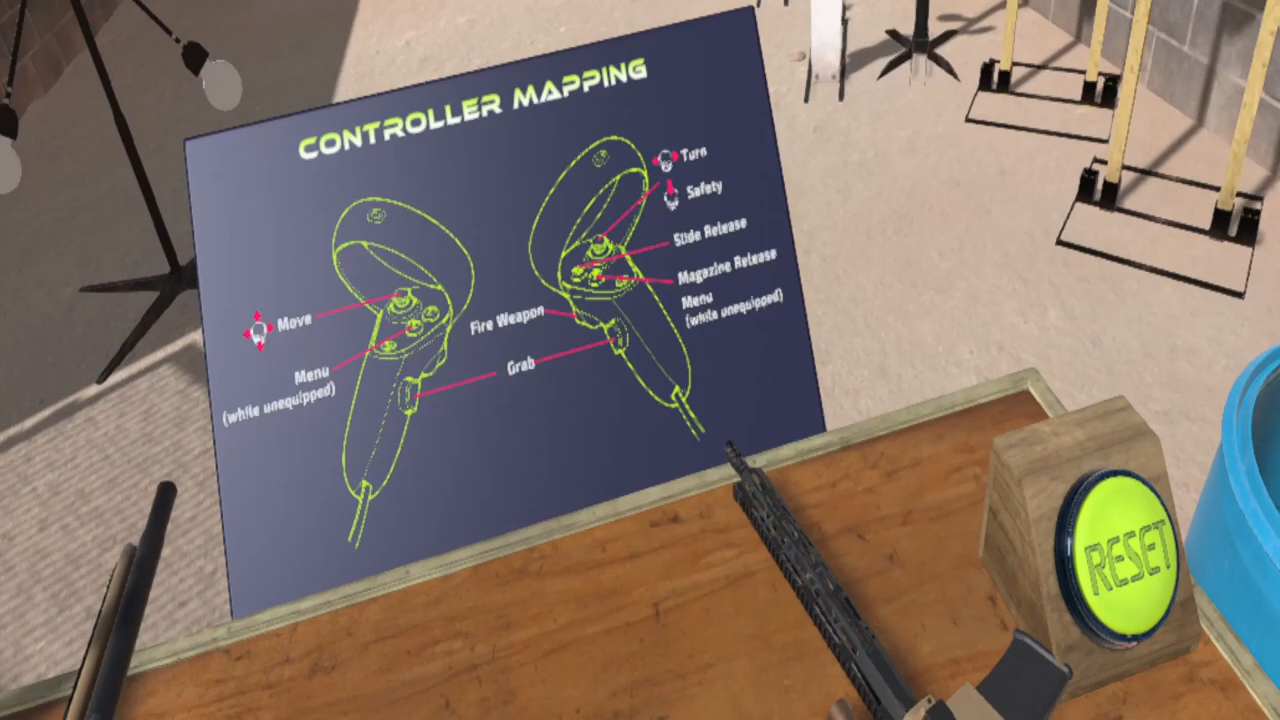 CONTROLLER MAPPING
Turn
Safety
Slide Release
Magazine Release
Menu
(while unequipped)
Move
Fire Weapon
Menu
(while unequipped)
Grab
RESET